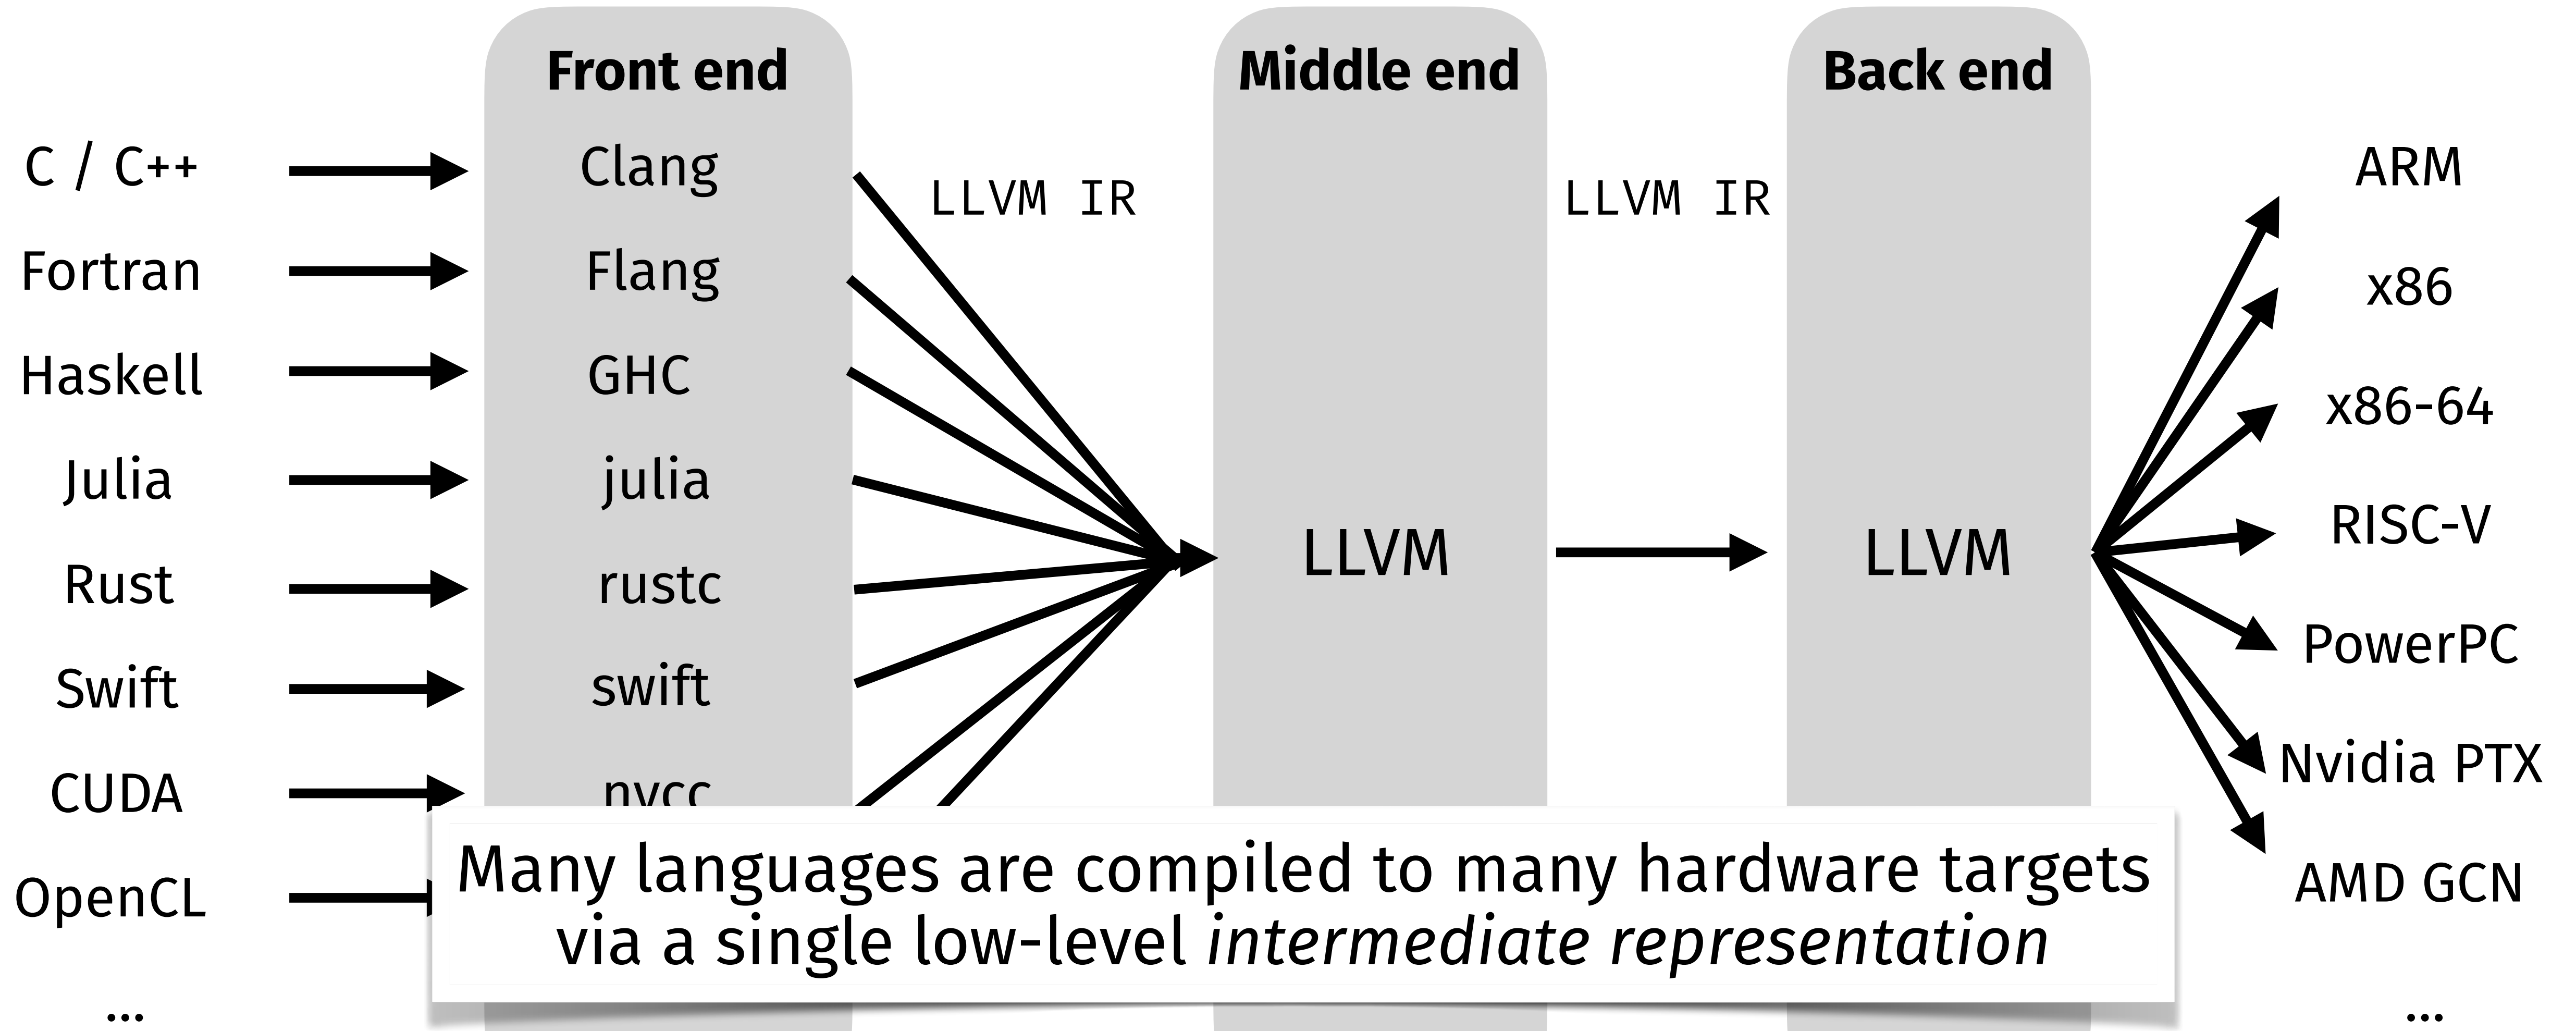 Front end
Middle end
Back end
C / C++
Clang
LLVM IR
LLVM IR
ARM
Fortran
Flang
x86
Haskell
GHC
x86-64
Julia
julia
RISC-V
LLVM
LLVM
Rust
rustc
PowerPC
Swift
swift
Nvidia PTX
CUDA
nvcc
AMD GCN
OpenCL
Many languages are compiled to many hardware targets
via a single low-level intermediate representation
...
...